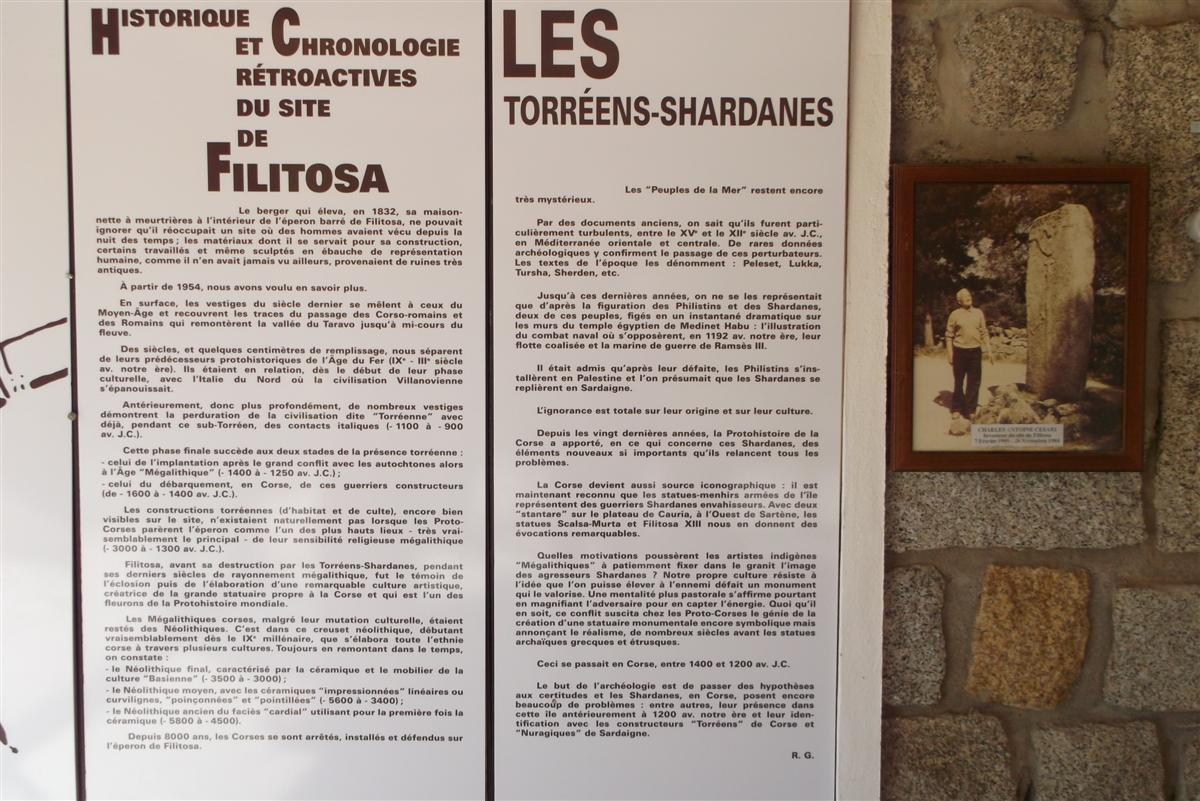 HISTORIQUE
ET CHRONOLOGIE
RÉTROACTIVES
DU SITE
DE
FILITOSA
Le berger qui éleva, en 1832, sa maison-
nette à meurtrières à l'intérieur de l'éperon barré de Filitosa, ne pouvait
ignorer qu'il réoccupait un site où des hommes avaient vécu depuis la
nuit des temps ; les matériaux dont il se servait pour sa construction,
certains travaillés et même sculptés en ébauche de représentation
humaine, comme il n'en avait jamais vu ailleurs, provenaient de ruines très
antiques.
À partir de 1954, nous avons voulu en savoir plus.
En surface, les vestiges du siècle dernier se mêlent à ceux du
Moyen-Âge et recouvrent les traces du passage des Corso-romains et
des Romains qui remontèrent la vallée du Taravo jusqu'à mi-cours du
fleuve.
Des siècles, et quelques centimètres de remplissage, nous séparent
de leurs prédécesseurs protohistoriques de l'Âge du Fer (IXe - IIIe siècle
av. notre ère). Ils étaient en relation, dès le début de leur phase
culturelle, avec l'Italie du Nord où la civilisation Villanovienne
s'épanouissait.
Antérieurement, donc plus profondément, de nombreux vestiges
démontrent la perduration de la civilisation dite "Torréenne" avec
déjà, pendant ce sub-Torréen, des contacts italiques (- 1100 à - 900
av. J.C.).
Cette phase finale succède aux deux stades de la présence torréenne :
- celui de l'implantation après le grand conflit avec les autochtones alors
à l'Âge "Mégalithique" (- 1400 à - 1250 av. J.C.) ;
- celui du débarquement, en Corse, de ces guerriers constructeurs
(de - 1600 à - 1400 av. J.C.).
Les constructions torréennes (d'habitat et de culte), encore bien
visibles sur le site, n'existaient naturellement pas lorsque les Proto-
Corses parèrent l'éperon comme l'un des plus hauts lieux - très vrai-
semblablement le principal - de leur sensibilité religieuse mégalithique
(- 3000 à - 1300 av. J.C.).
Filitosa, avant sa destruction par les Torréens-Shardanes, pendant
ses derniers siècles de rayonnement mégalithique, fut le témoin de
l'éclosion puis de l'élaboration d'une remarquable culture artistique,
créatrice de la grande statuaire propre à la Corse et qui est l'un des
fleurons de la Protohistoire mondiale.
Les Mégalithiques corses, malgré leur mutation culturelle, étaient
restés des Néolithiques. C'est dans ce creuset néolithique, débutant
vraisemblablement dès le IXe millénaire, que s'élabora toute l'ethnie
corse à travers plusieurs cultures. Toujours en remontant dans le temps,
on constate :
- le Néolithique final, caractérisé par la céramique et le mobilier de la
culture "Basienne" (- 3500 à - 3000) ;
- le Néolithique moyen, avec les céramiques "impressionnées" linéaires ou
curvilignes, "poinçonnées" et "pointillées" (- 5600 à - 3400) ;
- le Néolithique ancien du faciès "cardial" utilisant pour la première fois la
céramique (- 5800 à - 4500).
Depuis 8000 ans, les Corses se sont arrêtés, installés et défendus sur
l'éperon de Filitosa.
LES
TORRÉENS-SHARDANES
Les "Peuples de la Mer" restent encore
très mystérieux.
Par des documents anciens, on sait qu'ils furent parti-
culièrement turbulents, entre le XVe et le XIIe siècle av. J.C.,
en Méditerranée orientale et centrale. De rares données
archéologiques y confirment le passage de ces perturbateurs.
Les textes de l'époque les dénomment : Peleset, Lukka,
Tursha, Sherden, etc.
Jusqu'à ces dernières années, on ne se les représentait
que d'après la figuration des Philistins et des Shardanes,
deux de ces peuples, figés en un instantané dramatique sur
les murs du temple égyptien de Medinet Habu : l'illustration
du combat naval où s'opposèrent, en 1192 av. notre ère, leur
flotte coalisée et la marine de guerre de Ramsès III.
Il était admis qu'après leur défaite, les Philistins s'ins-
tallèrent en Palestine et l'on présumait que les Shardanes se
replièrent en Sardaigne.
L'ignorance est totale sur leur origine et sur leur culture.
Depuis les vingt dernières années, la Protohistoire de la
Corse a apporté, en ce qui concerne ces Shardanes, des
éléments nouveaux si importants qu'ils relancent tous les
problèmes.
La Corse devient aussi source iconographique : il est
maintenant reconnu que les statues-menhirs armées de l'île
représentent des guerriers Shardanes envahisseurs. Avec deux
"stantare" sur le plateau de Cauria, à l'Ouest de Sartène, les
statues Scalsa-Murta et Filitosa XIII nous en donnent des
évocations remarquables.
Quelles motivations poussèrent les artistes indigènes
"Mégalithiques" à patiemment fixer dans le granit l'image
des agresseurs Shardanes ? Notre propre culture résiste à
l'idée que l'on puisse élever à l'ennemi défait un monument
qui le valorise. Une mentalité plus pastorale s'affirme pourtant
en magnifiant l'adversaire pour en capter l'énergie. Quoi qu'il
en soit, ce conflit suscita chez les Proto-Corses le génie de la
création d'une statuaire monumentale encore symbolique mais
annonçant le réalisme, de nombreux siècles avant les statues
archaïques grecques et étrusques.
Ceci se passait en Corse, entre 1400 et 1200 av. J.C.
Le but de l'archéologie est de passer des hypothèses
aux certitudes et les Shardanes, en Corse, posent encore
beaucoup de problèmes : entre autres, leur présence dans
cette île antérieurement à 1200 av. notre ère et leur iden-
tification avec les constructeurs "Torréens" de Corse et
"Nuragiques" de Sardaigne.
R. G.
CHARLES ANTOINE CESARI
Inventeur du site de Filitosa